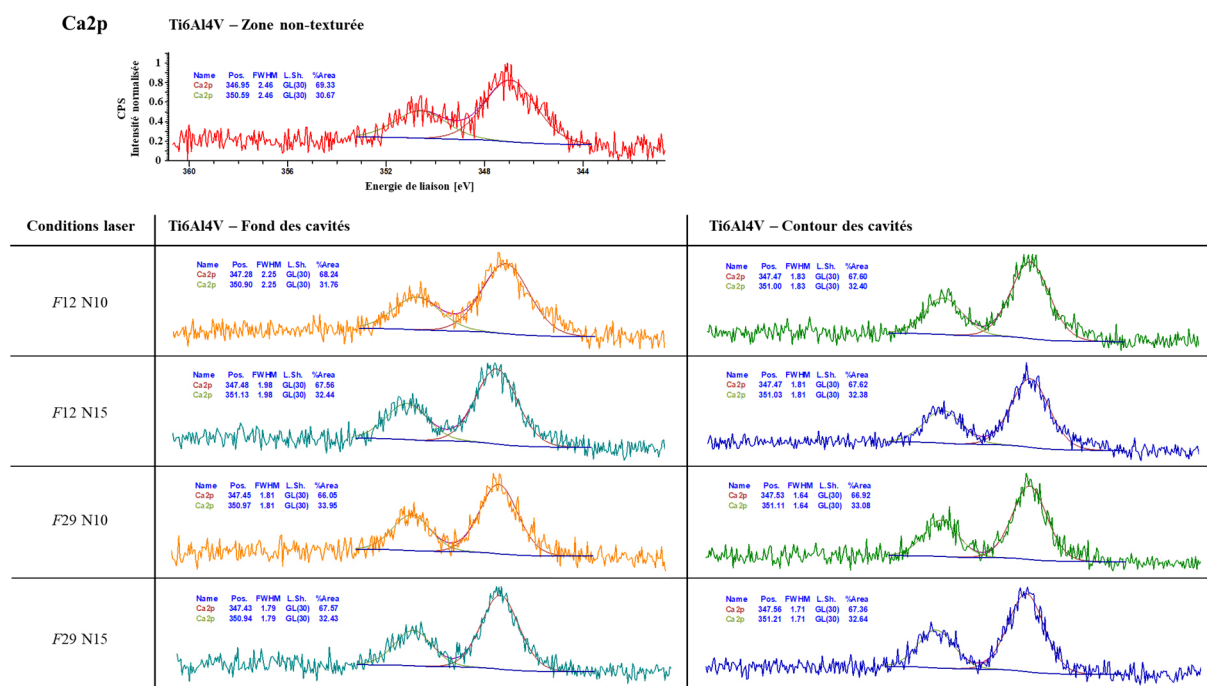 Ca2p
Ti6Al4V – Zone non-texturée
CPS
Intensité normalisée
1
0.8
0.6
0.4
0.2
0
Name Pos. FWHM L.Sh. %Area
Ca2p 346.95 2.46 GL(30) 69.33
Ca2p 350.59 2.46 GL(30) 30.67
360 356 352 348 344
Energie de liaison [eV]
Conditions laser
Ti6Al4V – Fond des cavités
Ti6Al4V – Contour des cavités
F12 N10
Name Pos. FWHM L.Sh. %Area
Ca2p 347.28 2.25 GL(30) 68.24
Ca2p 350.90 2.25 GL(30) 31.76
Name Pos. FWHM L.Sh. %Area
Ca2p 347.47 1.83 GL(30) 67.60
Ca2p 351.00 1.83 GL(30) 32.40
F12 N15
Name Pos. FWHM L.Sh. %Area
Ca2p 347.48 1.98 GL(30) 67.56
Ca2p 351.13 1.98 GL(30) 32.44
Name Pos. FWHM L.Sh. %Area
Ca2p 347.47 1.81 GL(30) 67.62
Ca2p 351.03 1.81 GL(30) 32.38
F29 N10
Name Pos. FWHM L.Sh. %Area
Ca2p 347.45 1.81 GL(30) 66.05
Ca2p 350.97 1.81 GL(30) 33.95
Name Pos. FWHM L.Sh. %Area
Ca2p 347.53 1.64 GL(30) 66.92
Ca2p 351.11 1.64 GL(30) 33.08
F29 N15
Name Pos. FWHM L.Sh. %Area
Ca2p 347.43 1.79 GL(30) 67.57
Ca2p 350.94 1.79 GL(30) 32.43
Name Pos. FWHM L.Sh. %Area
Ca2p 347.56 1.71 GL(30) 67.36
Ca2p 351.21 1.71 GL(30) 32.64